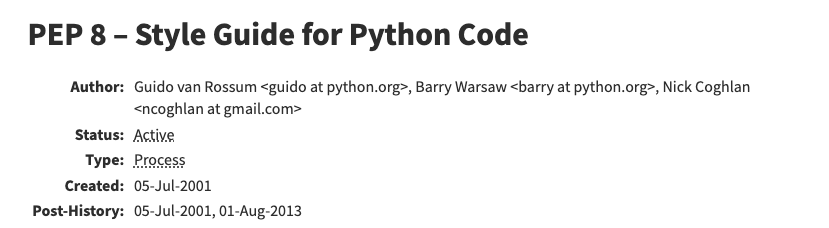 PEP 8 – Style Guide for Python Code
Author: Guido van Rossum <guido at python.org>, Barry Warsaw <barry at python.org>, Nick Coghlan
<ncoghlan at gmail.com>
Status: Active
Type: Process
Created: 05-Jul-2001
Post-History: 05-Jul-2001, 01-Aug-2013